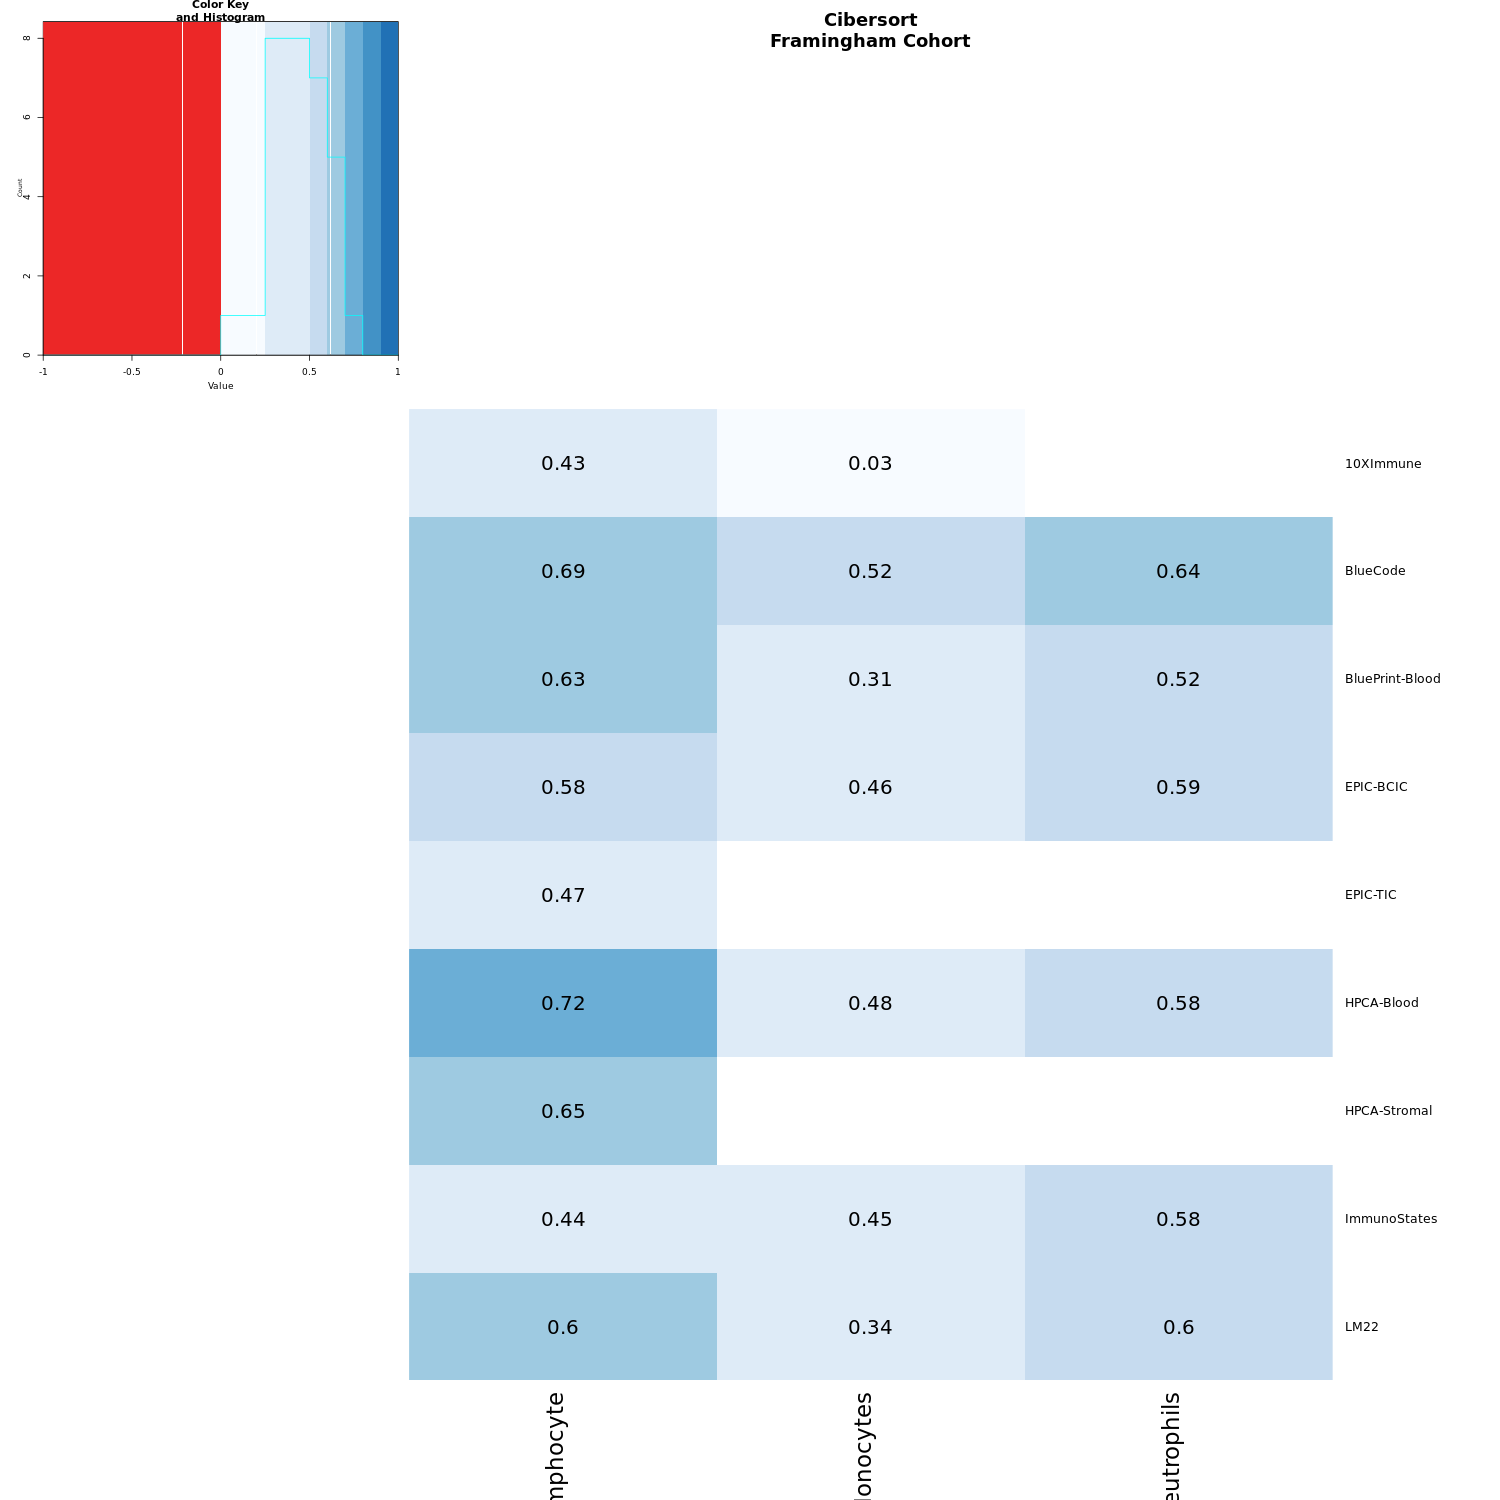 Color Key
and Histogram
Cibersort
Framingham Cohort
8
6
4
2
0
Count
-1 -0.5 0 0.5 1
Value
0.43 0.03 10XImmune
0.69 0.52 0.64 BlueCode
0.63 0.31 0.52 BluePrint-Blood
0.58 0.46 0.59 EPIC-BCIC
0.47 EPIC-TIC
0.72 0.48 0.58 HPCA-Blood
0.65 HPCA-Stromal
0.44 0.45 0.58 ImmunoStates
0.6 0.34 0.6 LM22
mphocyte
onocytes
eutrophils